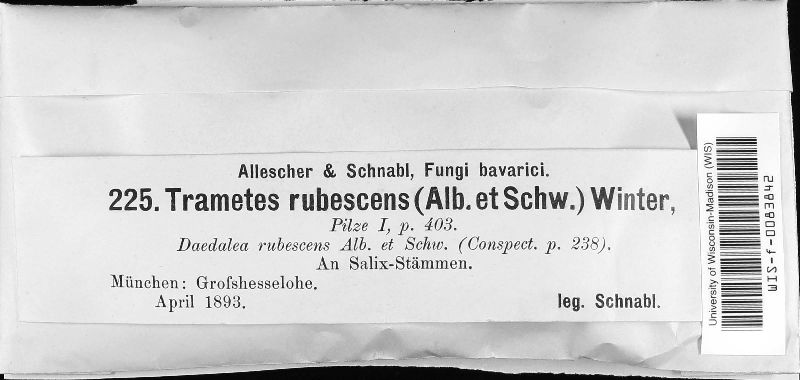 Allescher & Schnabl, Fungi bavarici.
225. Trametes rubescens (Alb. et Schw.) Winter,
Pilze I, p. 403.
Daedalea rubescens Alb. et Schw. (Conspect. p. 238).
An Salix-Stämmen.
München: Grofshesselohe.
April 1893. leg. Schnabl.
University of Wisconsin-Madison (WIS)
WIS-f-0083842